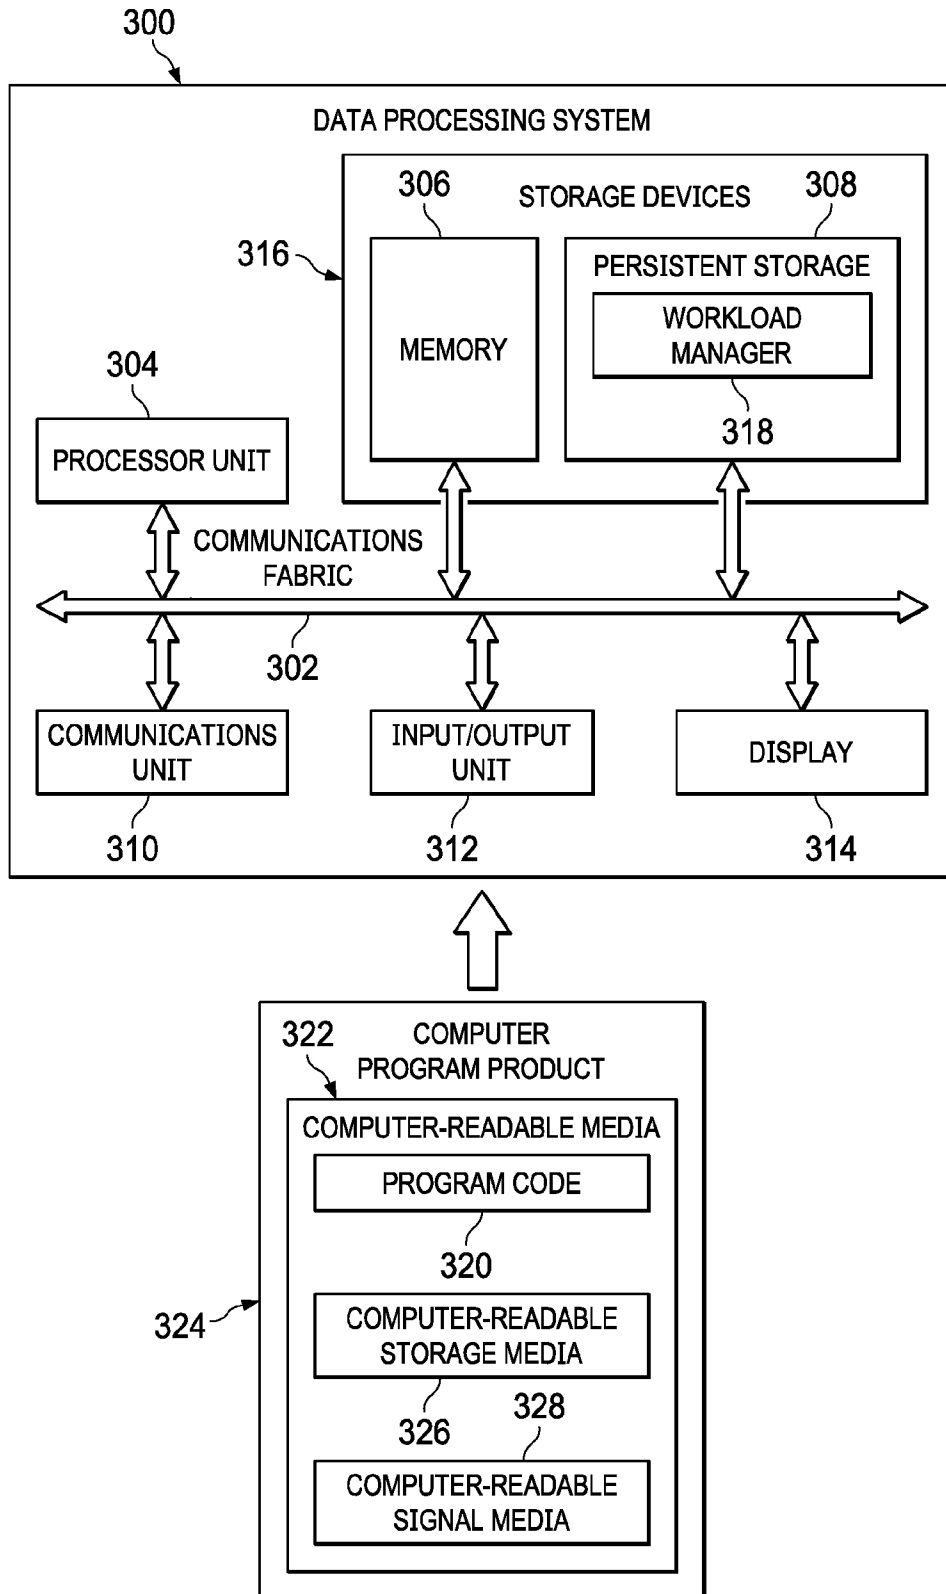 300
DATA PROCESSING SYSTEM
306
STORAGE DEVICES
308
316
PERSISTENT STORAGE
WORKLOAD
MANAGER
MEMORY
304
318
PROCESSOR UNIT
COMMUNICATIONS
FABRIC
302
COMMUNICATIONS
UNIT
INPUT/OUTPUT
UNIT
DISPLAY
310
312
314
322
COMPUTER
PROGRAM PRODUCT
COMPUTER-READABLE MEDIA
PROGRAM CODE
320
324
COMPUTER-READABLE
STORAGE MEDIA
326
328
COMPUTER-READABLE
SIGNAL MEDIA